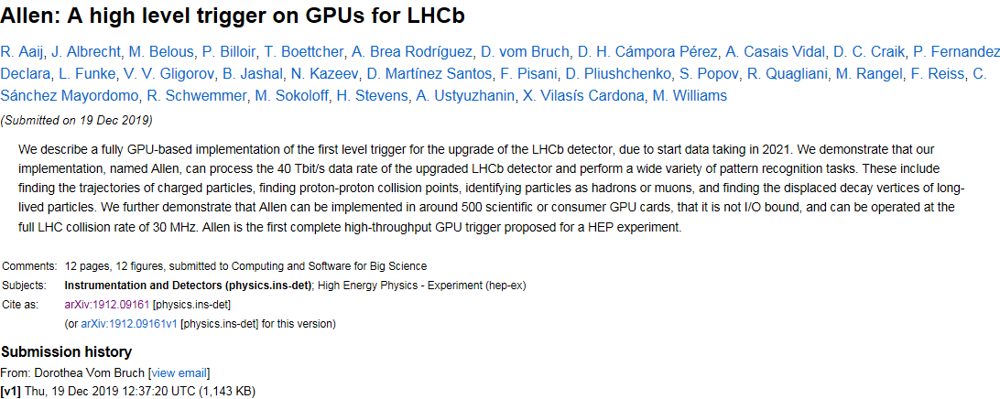 Allen: A high level trigger on GPUs for LHCb
R. Aaij, J. Albrecht, M. Belous, P. Billoir, T. Boettcher, A. Brea Rodríguez, D. vom Bruch, D. H. Cámpora Pérez, A. Casais Vidal, D. C. Craik, P. Fernandez
Declara, L. Funke, V. V. Gligorov, B. Jashal, N. Kazeev, D. Martínez Santos, F. Pisani, D. Pliushchenko, S. Popov, R. Quagliani, M. Rangel, F. Reiss, C.
Sánchez Mayordomo, R. Schwemmer, M. Sokoloff, H. Stevens, A. Ustyuzhanin, X. Vilasís Cardona, M. Williams
(Submitted on 19 Dec 2019)
We describe a fully GPU-based implementation of the first level trigger for the upgrade of the LHCb detector, due to start data taking in 2021. We demonstrate that our
implementation, named Allen, can process the 40 Tbit/s data rate of the upgraded LHCb detector and perform a wide variety of pattern recognition tasks. These include
finding the trajectories of charged particles, finding proton-proton collision points, identifying particles as hadrons or muons, and finding the displaced decay vertices of long-
lived particles. We further demonstrate that Allen can be implemented in around 500 scientific or consumer GPU cards, that it is not I/O bound, and can be operated at the
full LHC collision rate of 30 MHz. Allen is the first complete high-throughput GPU trigger proposed for a HEP experiment.
Comments: 12 pages, 12 figures, submitted to Computing and Software for Big Science
Subjects: Instrumentation and Detectors (physics.ins-det); High Energy Physics - Experiment (hep-ex)
Cite as: arXiv:1912.09161 [physics.ins-det]
(or arXiv:1912.09161v1 [physics.ins-det] for this version)
Submission history
From: Dorothea Vom Bruch [view email]
[v1] Thu, 19 Dec 2019 12:37:20 UTC (1,143 KB)